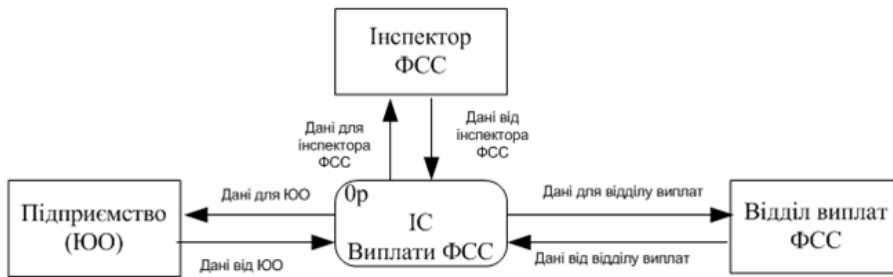 Інспектор
ФСС
Дані для
інспектора
ФСС
Дані від
інспектора
ФСС
Підприємство
(ЮО)
Дані для ЮО
Дані від ЮО
0р
ІС
Виплати ФСС
Дані для відділу виплат
Дані від відділу виплат
Відділ виплат
ФСС